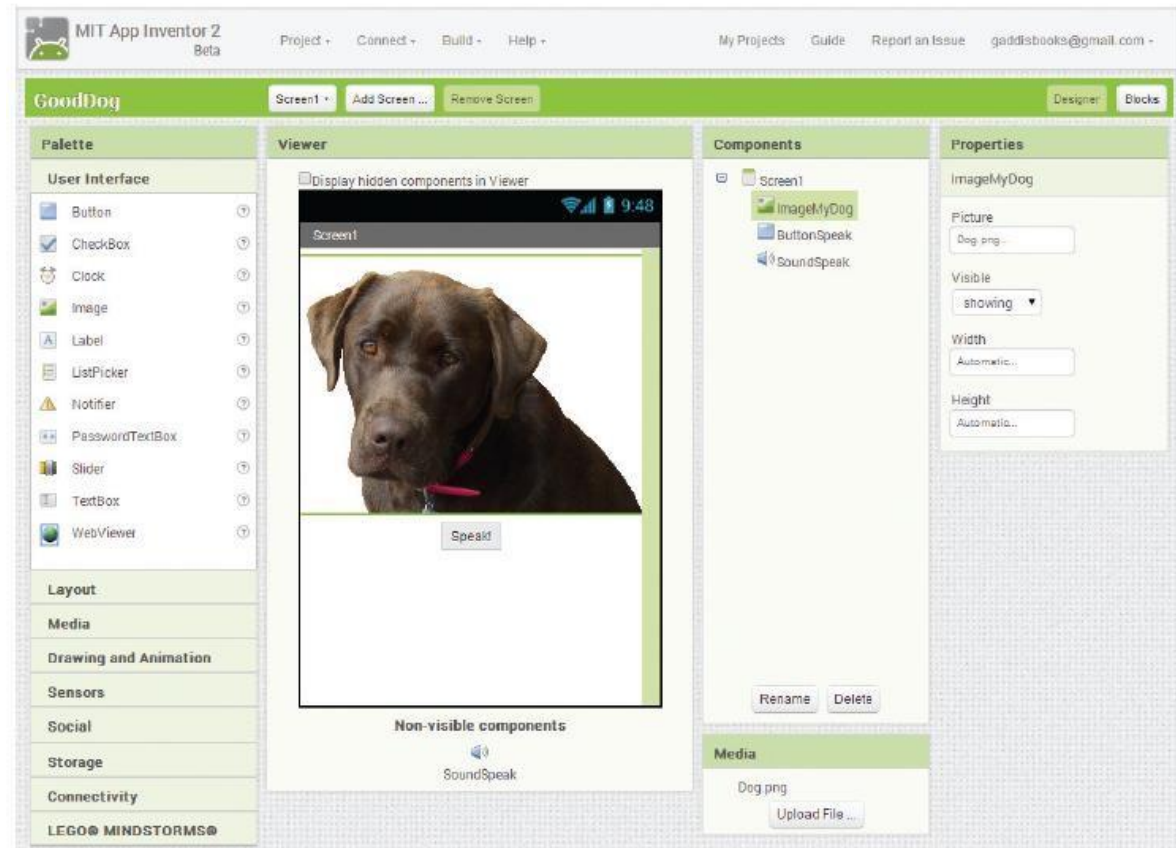 MIT App Inventor 2
Beta
Project
Connect
Build
Help
My Projects
Guide
Report an Issue
gaddisbooks@gmail.com
GoodDog
Screen1
Add Screen ...
Remove Screen
Designer
Blocks
Palette
User Interface
Button
CheckBox
Clock
Image
Label
ListPicker
Notifier
PasswordTextBox
Slider
TextBox
WebViewer
Layout
Media
Drawing and Animation
Sensors
Social
Storage
Connectivity
LEGO® MINDSTORMS®
Viewer
Display hidden components in Viewer
9:48
Screen1
Speak!
Non-visible components
SoundSpeak
Components
Screen1
ImageMyDog
ButtonSpeak
SoundSpeak
Rename
Delete
Media
Dog.png
Upload File ...
Properties
ImageMyDog
Picture
Dog.png...
Visible
showing
Width
Automatic...
Height
Automatic...